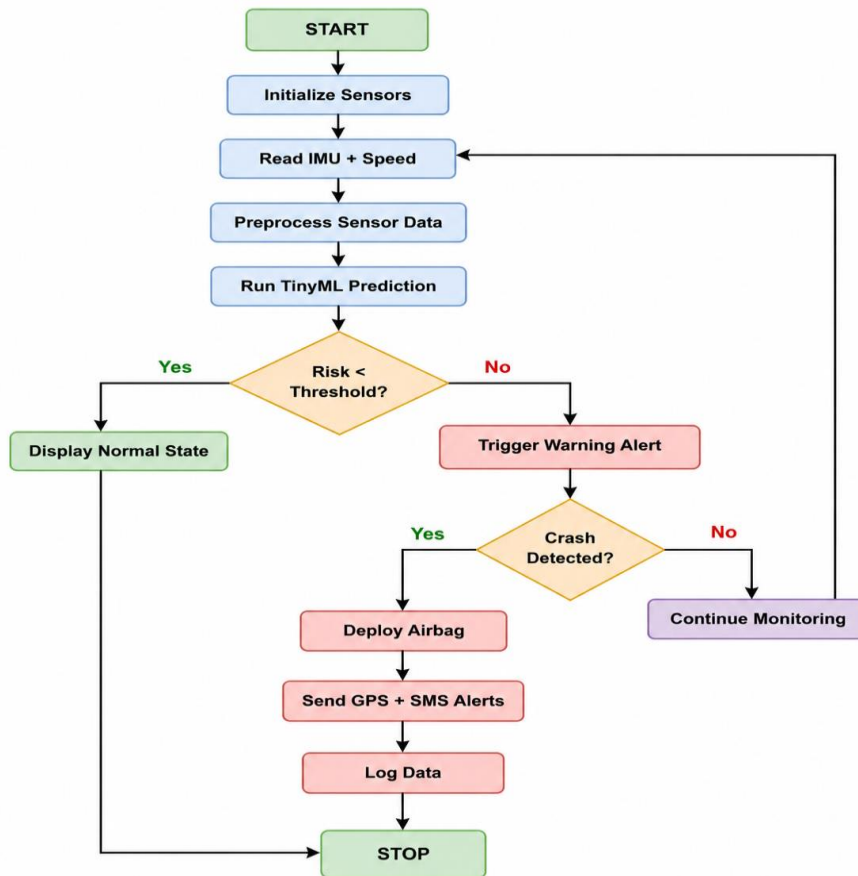 START
Initialize Sensors
Read IMU + Speed
Preprocess Sensor Data
Run TinyML Prediction
Yes
Risk <
Threshold?
No
Display Normal State
Trigger Warning Alert
Yes
Crash
Detected?
No
Deploy Airbag
Continue Monitoring
Send GPS + SMS Alerts
Log Data
STOP